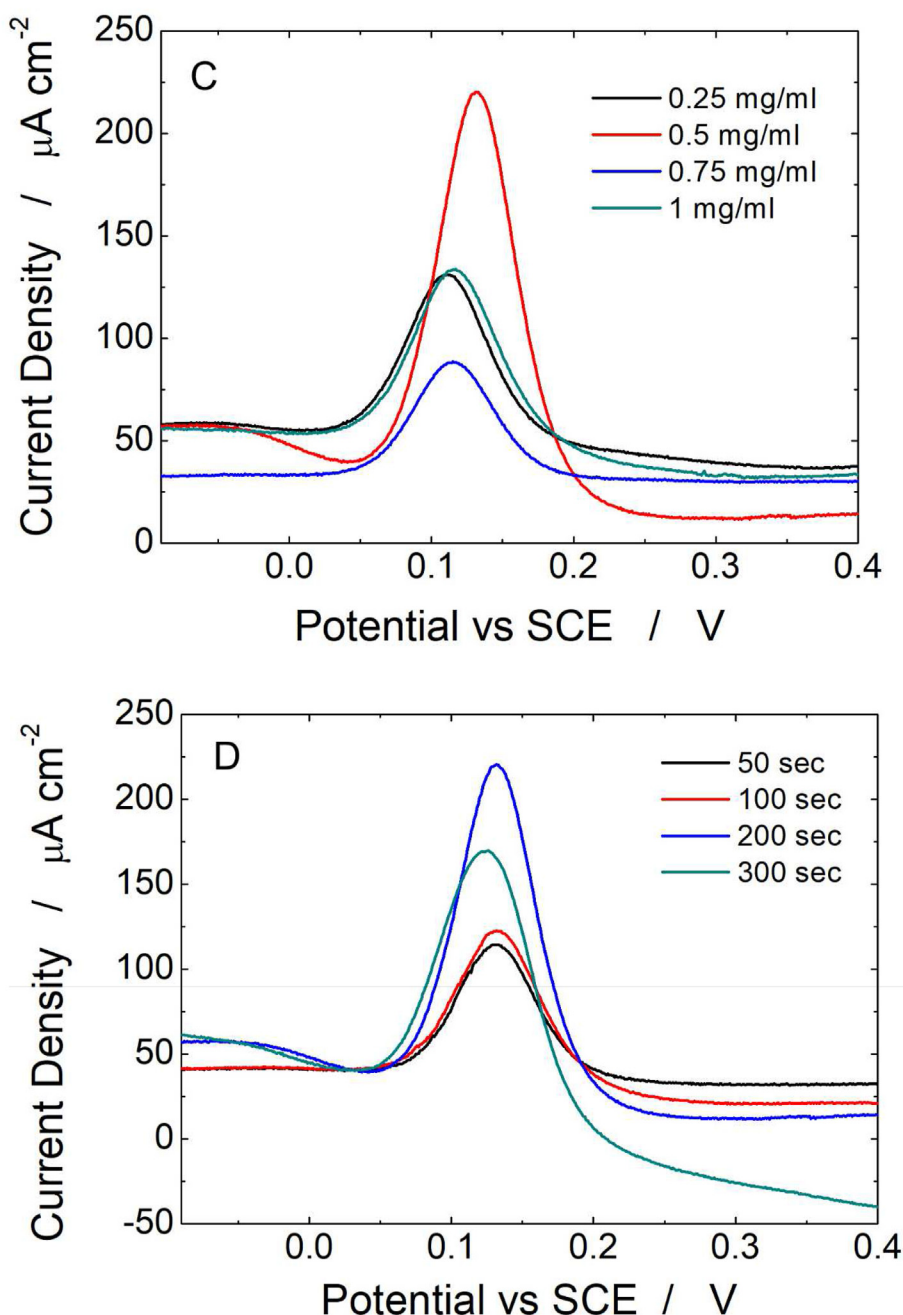 250
C
0.25 mg/ml
0.5 mg/ml
0.75 mg/ml
1 mg/ml
200
150
100
50
0
Current Density / μA cm-2
0.0 0.1 0.2 0.3 0.4
Potential vs SCE / V
250
D
50 sec
100 sec
200 sec
300 sec
200
150
100
50
0
-50
Current Density / μA cm-2
0.0 0.1 0.2 0.3 0.4
Potential vs SCE / V